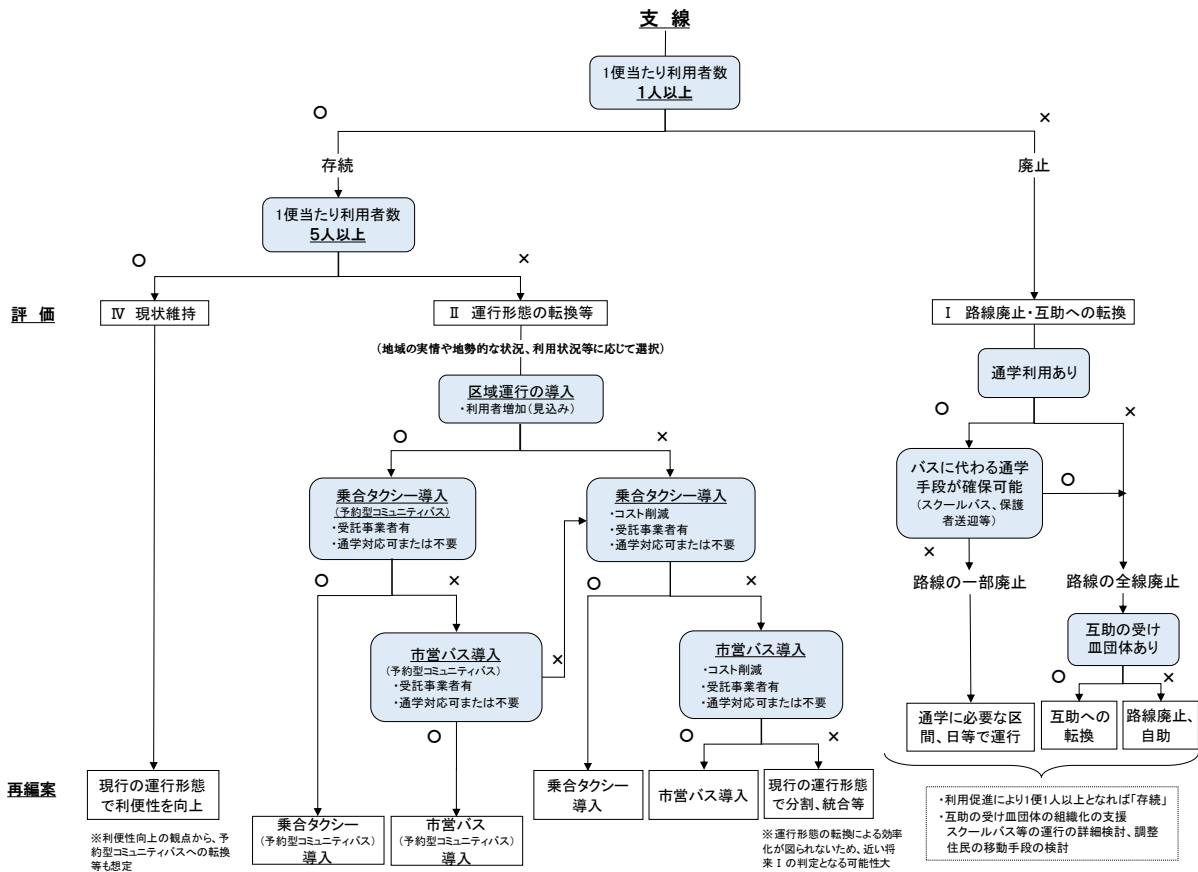 支 線
1便当たり利用者数
1人以上
○
×
存続
廃止
1便当たり利用者数
5人以上
○
×
評 価
Ⅳ 現状維持
Ⅱ 運行形態の転換等
Ⅰ 路線廃止・互助への転換
(地域の実情や地勢的な状況、利用状況等に応じて選択)
区域運行の導入
・利用者増加(見込み)
通学利用あり
○
×
○
×
乗合タクシー導入
(予約型コミュニティバス)
・受託事業者有
・通学対応可または不要
乗合タクシー導入
・コスト削減
・受託事業者有
・通学対応可または不要
バスに代わる通学
手段が確保可能
(スクールバス、保護
者送迎等)
○
×
路線の一部廃止
路線の全線廃止
○
×
○
×
市営バス導入
(予約型コミュニティバス)
・受託事業者有
・通学対応可または不要
×
市営バス導入
・コスト削減
・受託事業者有
・通学対応可または不要
互助の受け
皿団体あり
○
×
○
○
×
通学に必要な区
間、日等で運行
互助への
転換
路線廃止、
自助
再編案
現行の運行形態
で利便性を向上
乗合タクシー
導入
市営バス導入
現行の運行形態
で分割、統合等
※利便性向上の観点から、予
約型コミュニティバスへの転換
等も想定
乗合タクシー
(予約型コミュニティバス)
導入
市営バス
(予約型コミュニティバス)
導入
※運行形態の転換による効率
化が図られないため、近い将
来Ⅰの判定となる可能性大
・利用促進により1便1人以上となれば「存続」
・互助の受け皿団体の組織化の支援
スクールバス等の運行の詳細検討、調整
住民の移動手段の検討